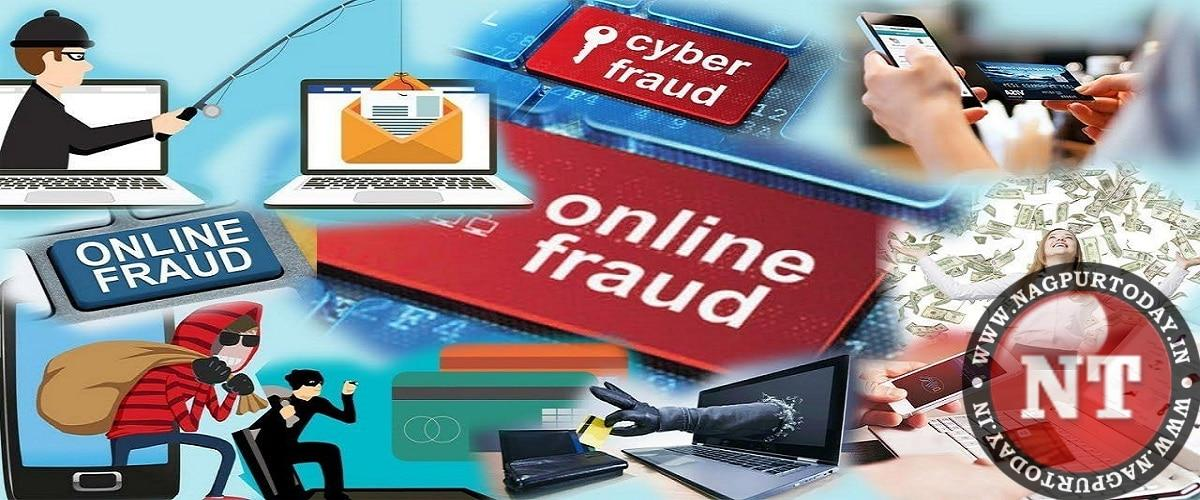 cyber
fraud
online
fraud
ONLINE
FRAUD
WWW.NAGPURTODAY.IN
NT
WWW.NAGPURTODAY.IN